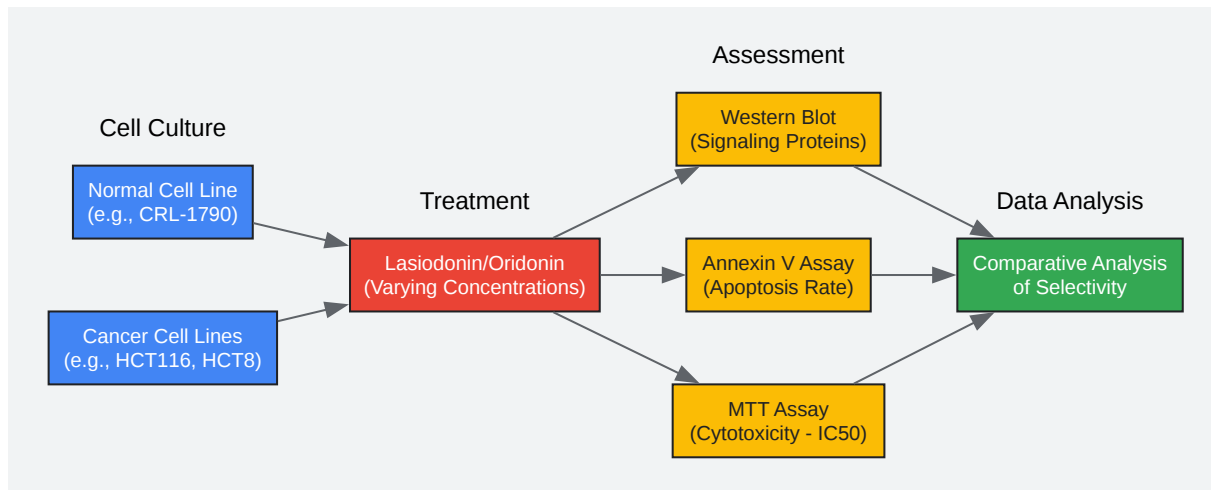 Cell Culture
Normal Cell Line
(e.g., CRL-1790)
Cancer Cell Lines
(e.g., HCT116, HCT8)
Treatment
Lasiodonin/Oridonin
(Varying Concentrations)
Assessment
Western Blot
(Signaling Proteins)
Annexin V Assay
(Apoptosis Rate)
MTT Assay
(Cytotoxicity - IC50)
Data Analysis
Comparative Analysis
of Selectivity